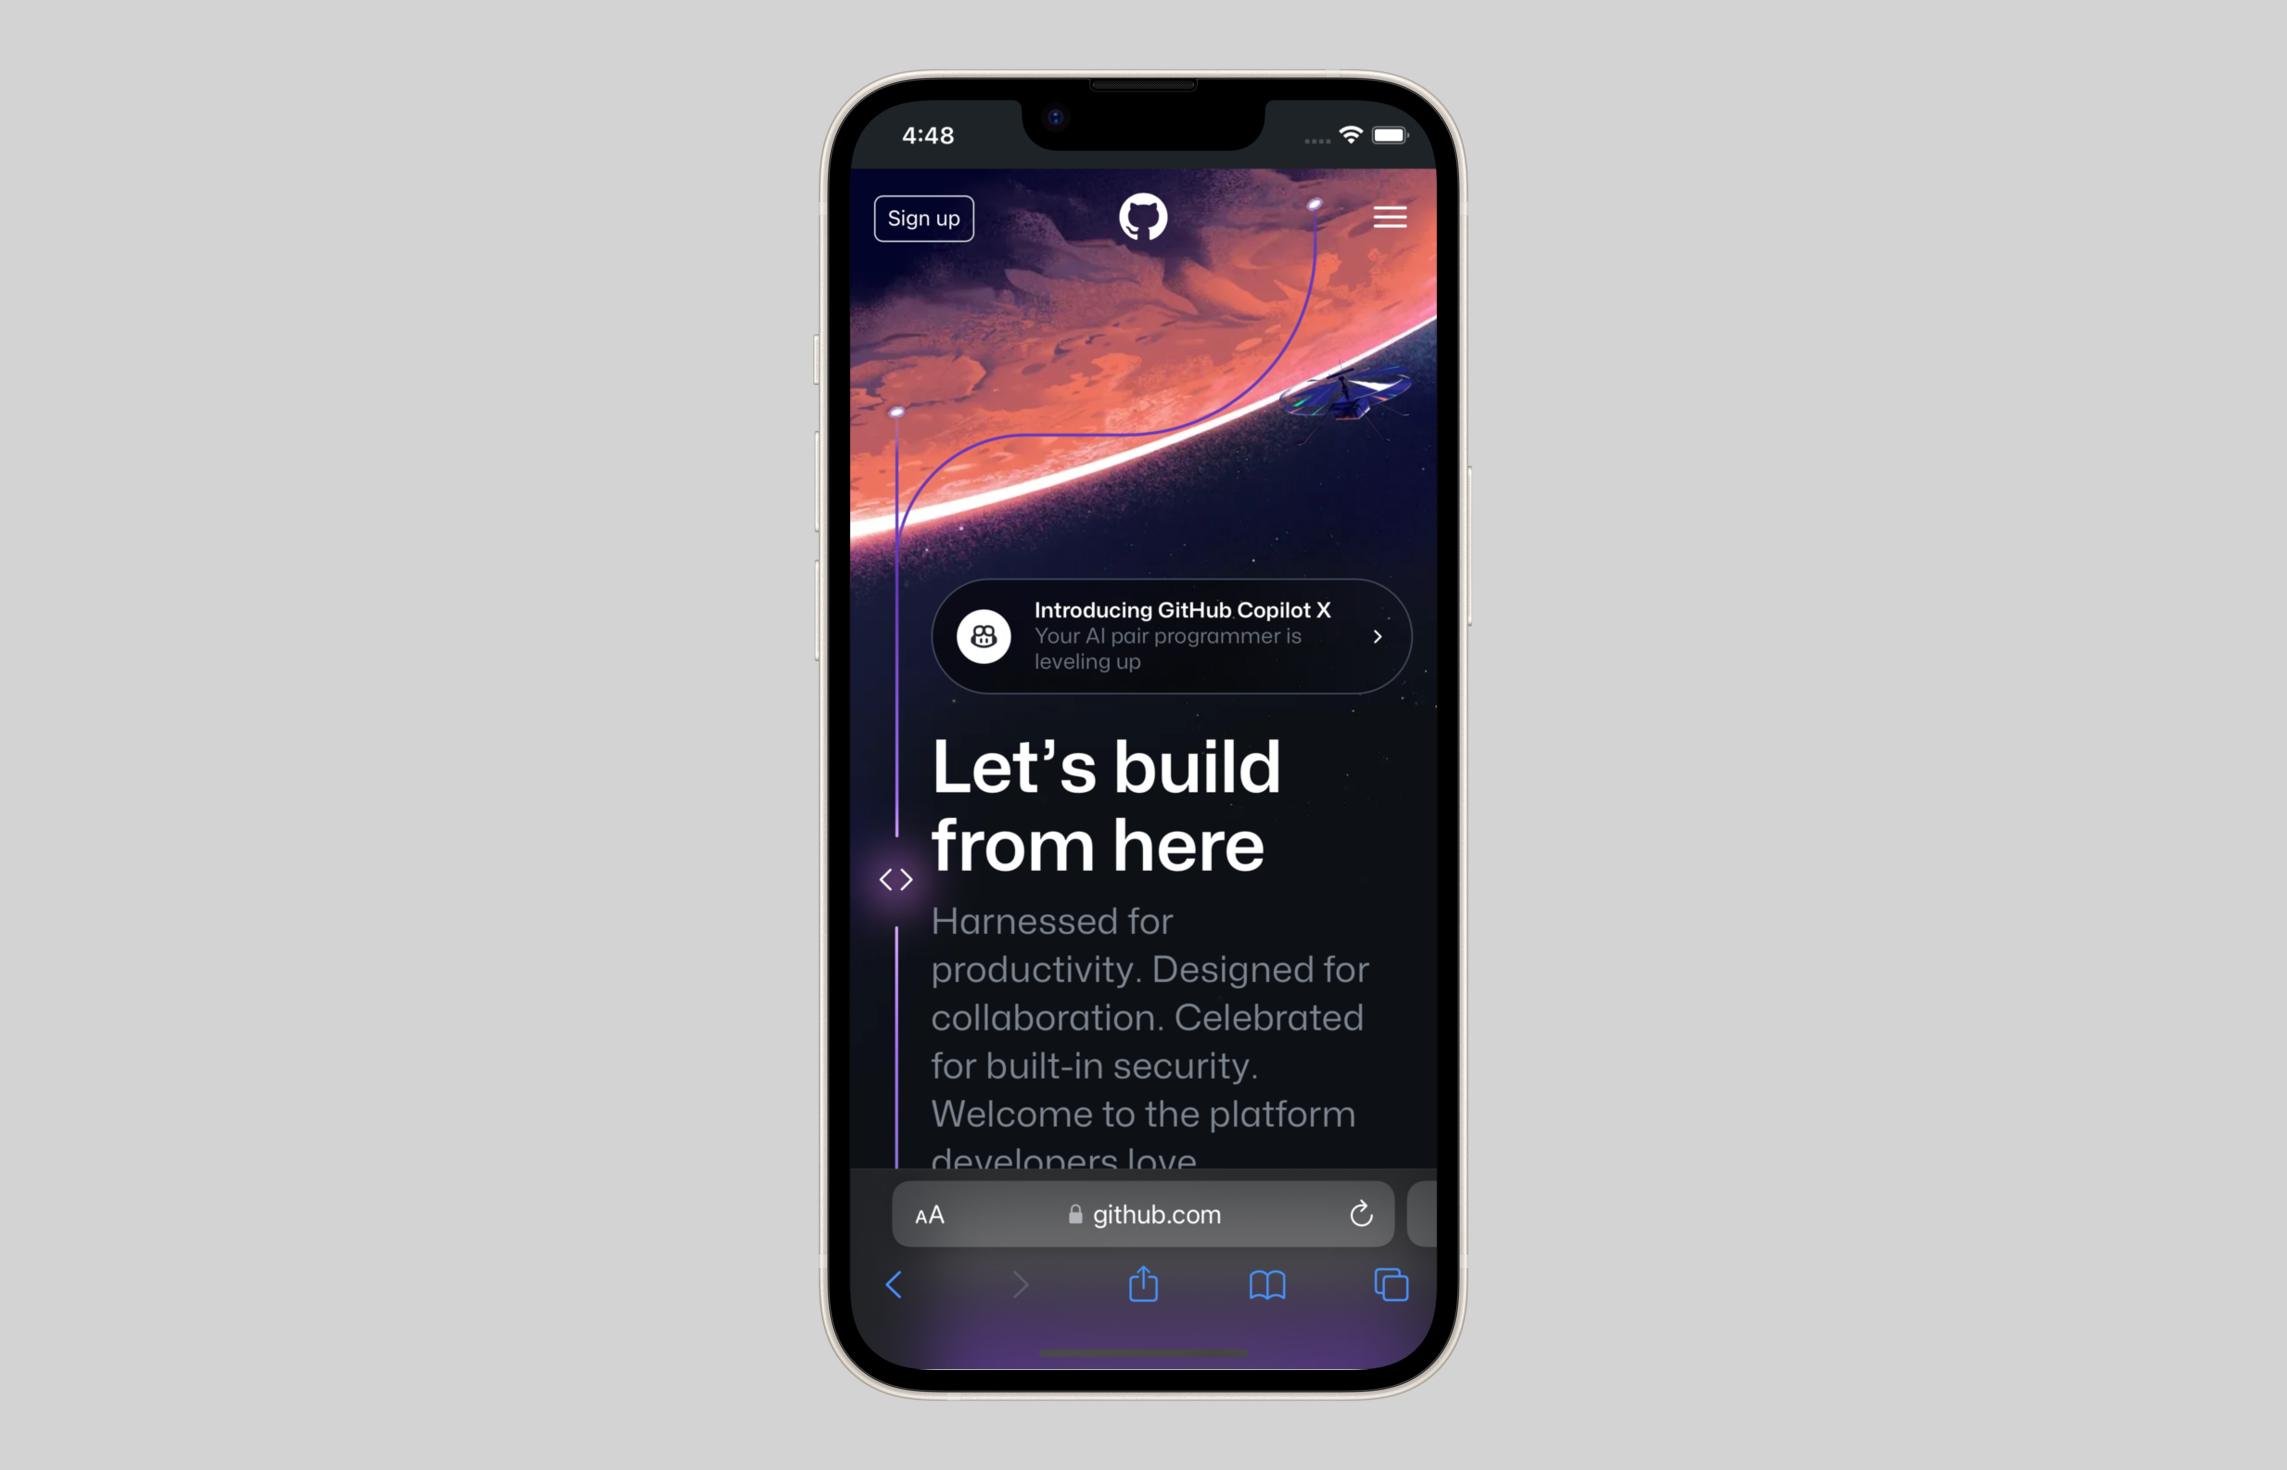 4:48
Sign up
Introducing GitHub Copilot X
Your AI pair programmer is
leveling up
Let’s build
from here
Harnessed for
productivity. Designed for
collaboration. Celebrated
for built-in security.
Welcome to the platform
developers love
AA
github.com